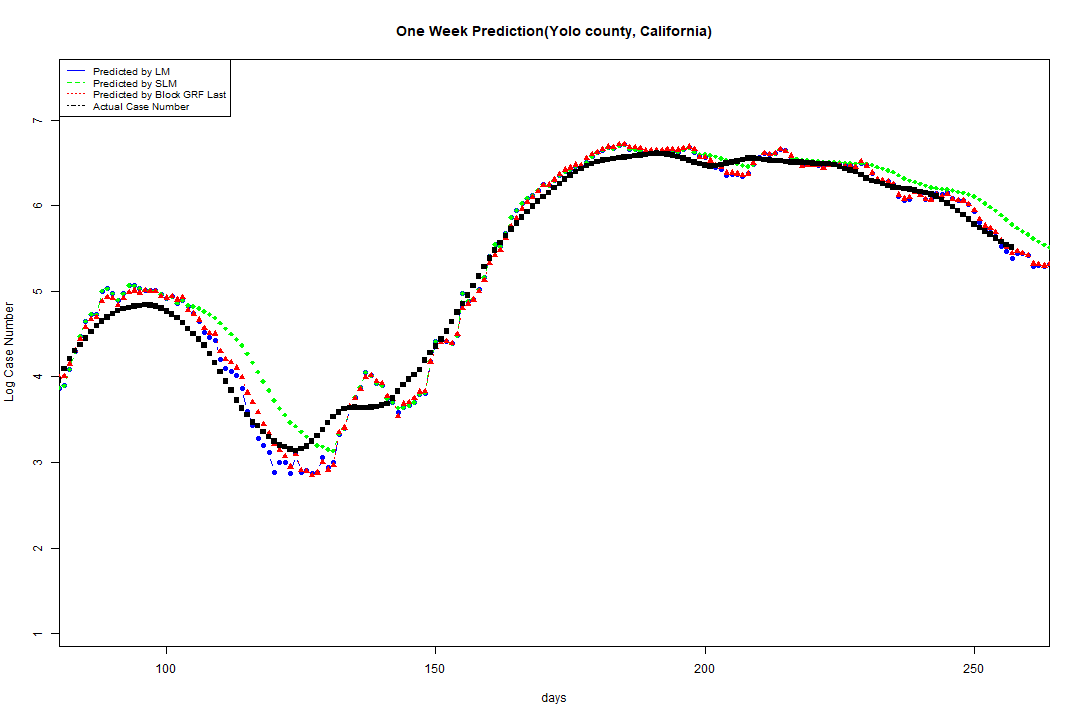 One Week Prediction(Yolo county, California)
Predicted by LM
Predicted by SLM
Predicted by Block GRF Last
Actual Case Number
7
6
5
4
3
2
1
Log Case Number
100 150 200 250
days